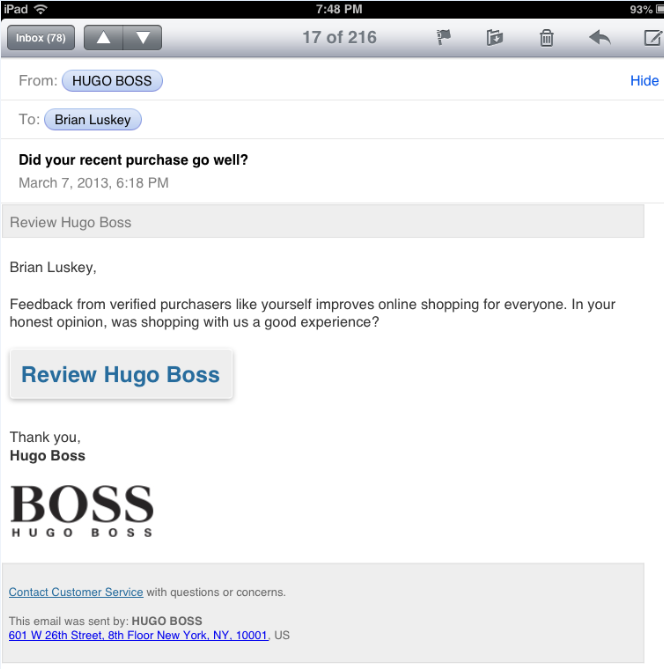 iPad 7:48 PM 93%
Inbox (78) 17 of 216
From: HUGO BOSS Hide
To: Brian Luskey
Did your recent purchase go well?
March 7, 2013, 6:18 PM
Review Hugo Boss
Brian Luskey,
Feedback from verified purchasers like yourself improves online shopping for everyone. In your
honest opinion, was shopping with us a good experience?
Review Hugo Boss
Thank you,
Hugo Boss
BOSS
HUGO BOSS
Contact Customer Service with questions or concerns.
This email was sent by: HUGO BOSS
601 W 26th Street, 8th Floor New York, NY, 10001, US